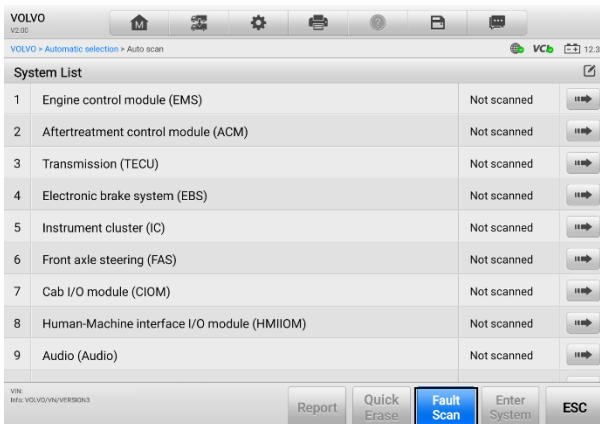 VOLVO
V2.00
M
?
VOLVO > Automatic selection > Auto scan
VCI 12.3
System List
1 Engine control module (EMS) Not scanned
2 Aftertreatment control module (ACM) Not scanned
3 Transmission (TECU) Not scanned
4 Electronic brake system (EBS) Not scanned
5 Instrument cluster (IC) Not scanned
6 Front axle steering (FAS) Not scanned
7 Cab I/O module (CIOM) Not scanned
8 Human-Machine interface I/O module (HMIIOM) Not scanned
9 Audio (Audio) Not scanned
VIN:
Info: VOLVO/VN/VERSION3
Report
Quick
Erase
Fault
Scan
Enter
System
ESC